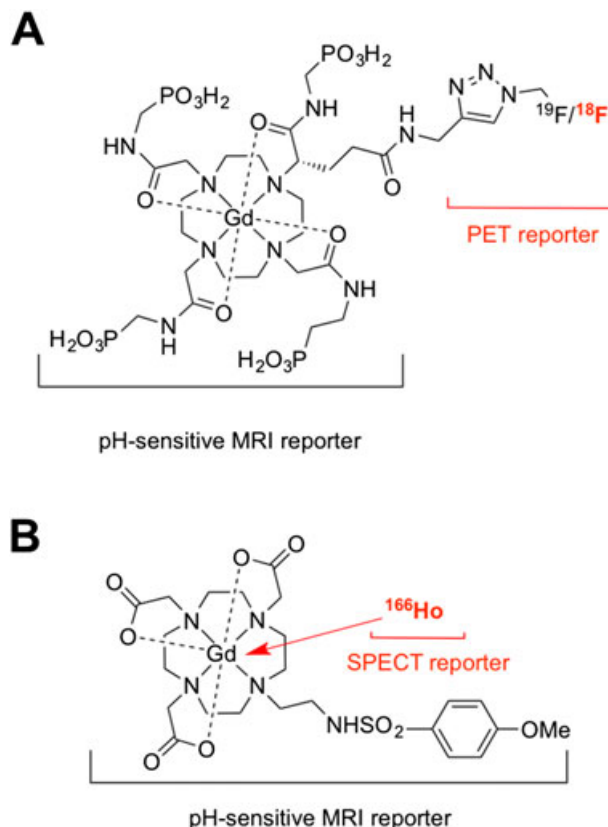 A
PO3H2
PO3H2
HN
NH
O
O
N
N
N
19F/18F
H
N
O
N
N
Gd
N
N
O
O
NH
N
H
H2O3P
H2O3P
PET reporter
pH-sensitive MRI reporter
B
O
O
O
O
N
N
Gd
N
N
166Ho
SPECT reporter
NHSO2
OMe
O
O
pH-sensitive MRI reporter